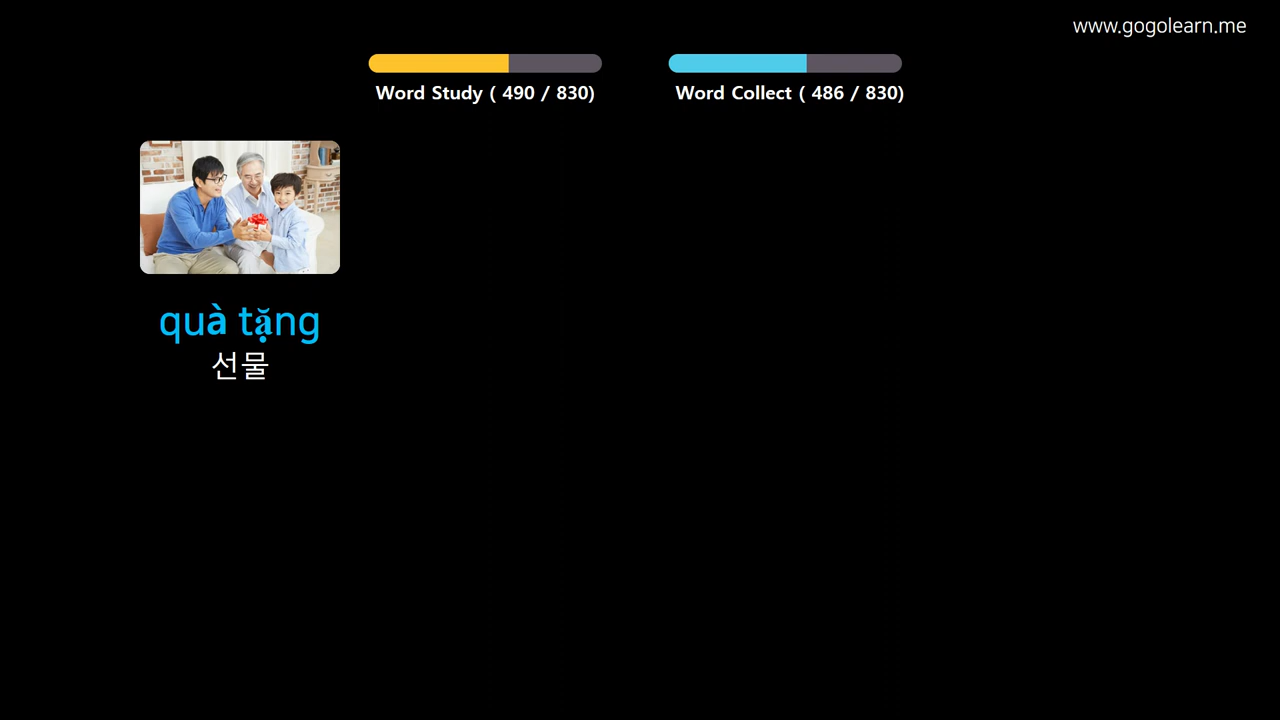 www.gogolearn.me
Word Study ( 490 / 830)
Word Collect ( 486 / 830)
quà tặng
선물